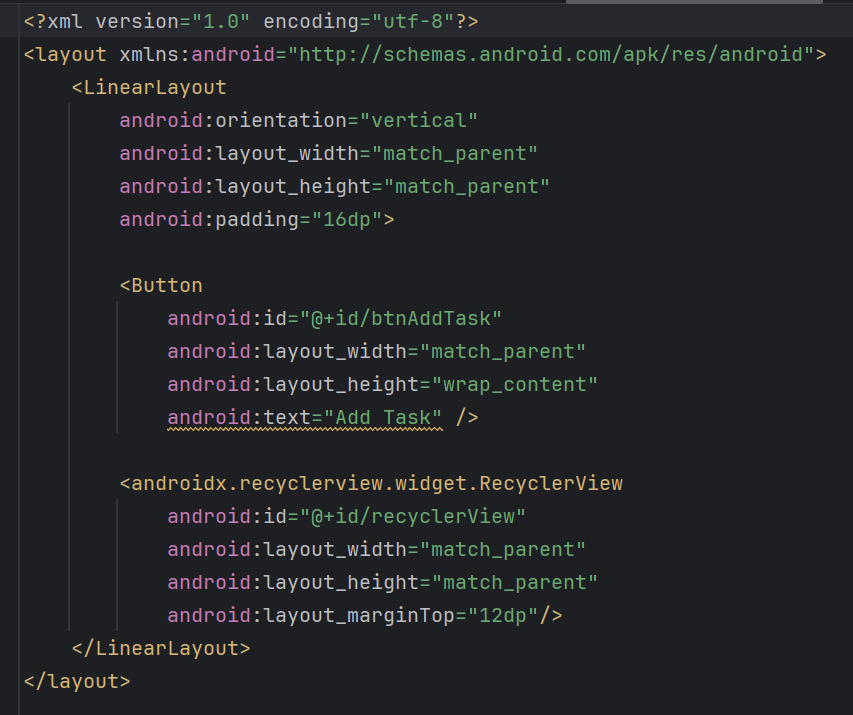 <?xml version="1.0" encoding="utf-8"?>
<layout xmlns:android="http://schemas.android.com/apk/res/android">
    <LinearLayout
        android:orientation="vertical"
        android:layout_width="match_parent"
        android:layout_height="match_parent"
        android:padding="16dp">

        <Button
            android:id="@+id/btnAddTask"
            android:layout_width="match_parent"
            android:layout_height="wrap_content"
            android:text="Add Task" />

        <androidx.recyclerview.widget.RecyclerView
            android:id="@+id/recyclerView"
            android:layout_width="match_parent"
            android:layout_height="match_parent"
            android:layout_marginTop="12dp"/>
    </LinearLayout>
</layout>